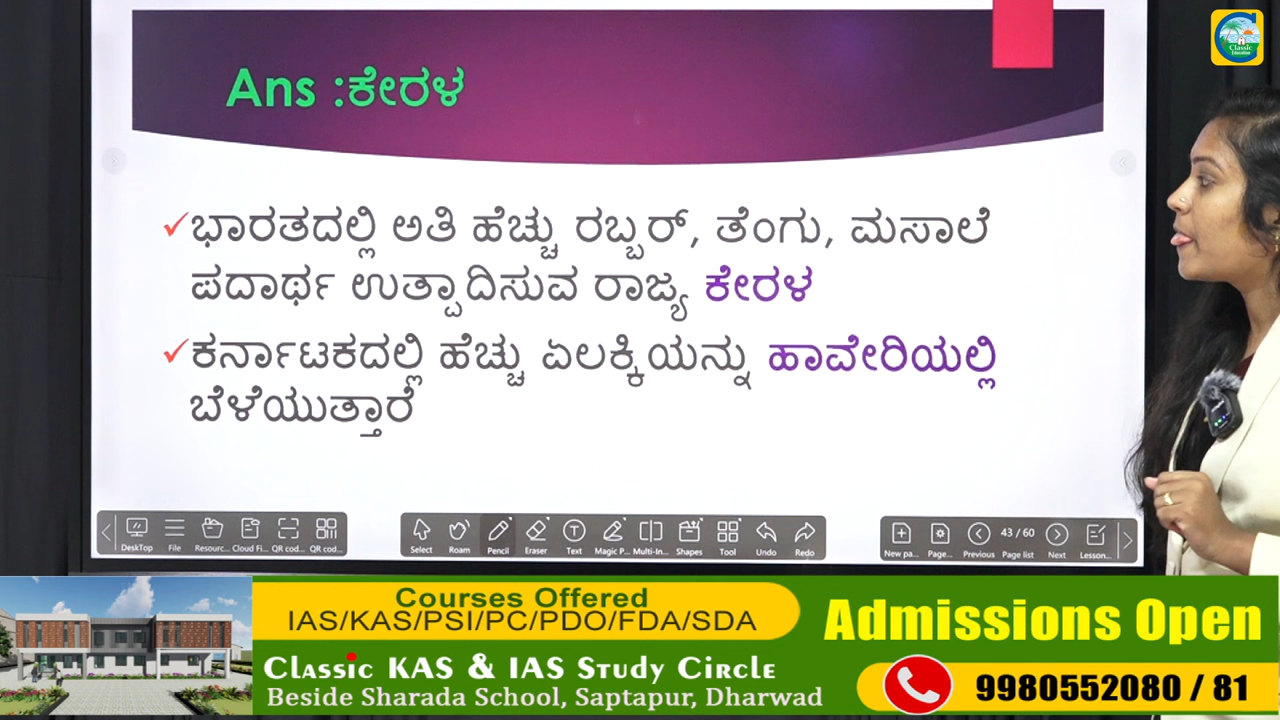 Classic
Education
Ans :ಕೇರಳ
✓ಭಾರತದಲ್ಲಿ ಅತಿ ಹೆಚ್ಚು ರಬ್ಬರ್, ತೆಂಗು, ಮಸಾಲೆ
ಪದಾರ್ಥ ಉತ್ಪಾದಿಸುವ ರಾಜ್ಯ ಕೇರಳ
✓ಕರ್ನಾಟಕದಲ್ಲಿ ಹೆಚ್ಚು ಏಲಕ್ಕಿಯನ್ನು ಹಾವೇರಿಯಲ್ಲಿ
ಬೆಳೆಯುತ್ತಾರೆ
DeskTop File Resourc... Cloud Fi... QR cod... QR cod... Select Roam Pencil Eraser Text Magic P... Multi-In... Shapes Tool Undo Redo New pa... Page... Previous 43 / 60 Page list Next Lesson...
Courses Offered
IAS/KAS/PSI/PC/PDO/FDA/SDA
Classic KAS & IAS Study Circle
Beside Sharada School, Saptapur, Dharwad
Admissions Open
9980552080 / 81